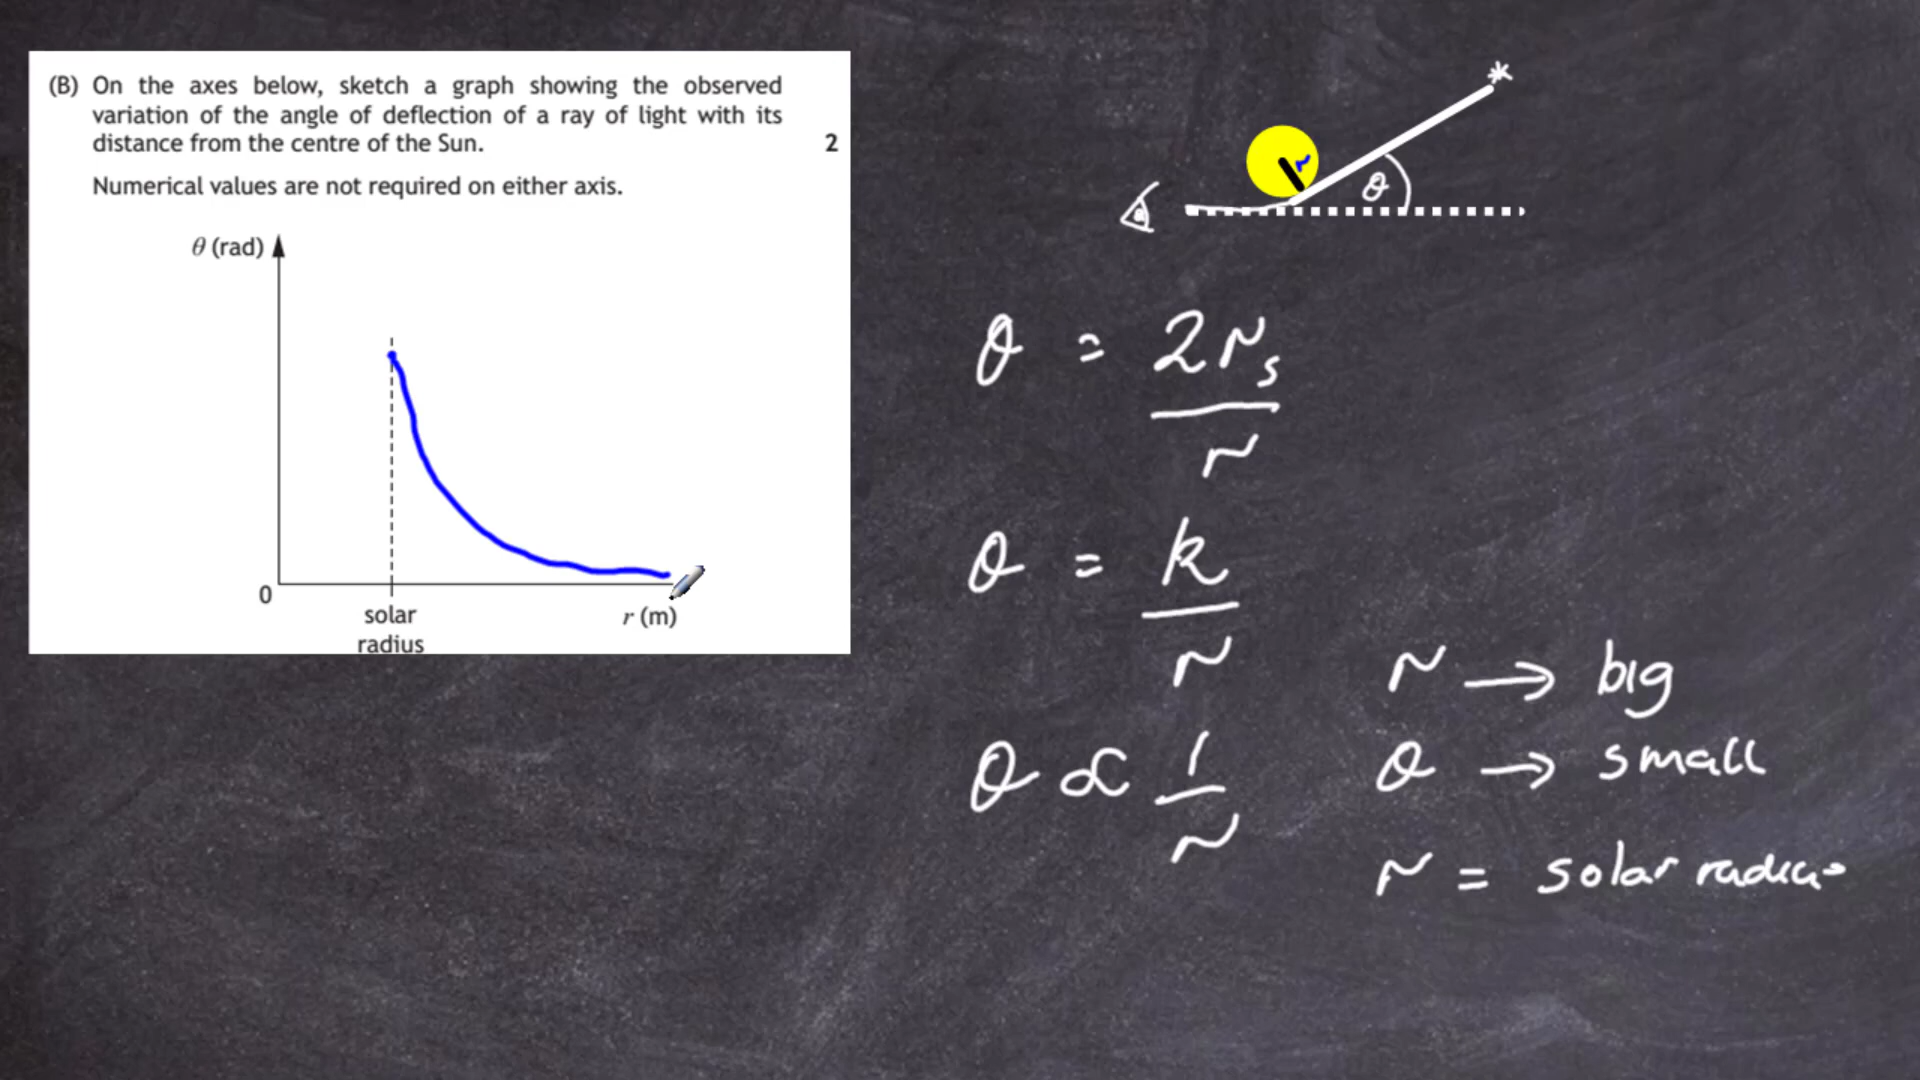 (B) On the axes below, sketch a graph showing the observed
variation of the angle of deflection of a ray of light with its
distance from the centre of the Sun. 2
Numerical values are not required on either axis.
θ (rad)
0
solar
radius
r (m)
r
θ
θ = 2r_s / r
θ = k / r
θ ∝ 1 / r
r → big
θ → small
r = solar radius